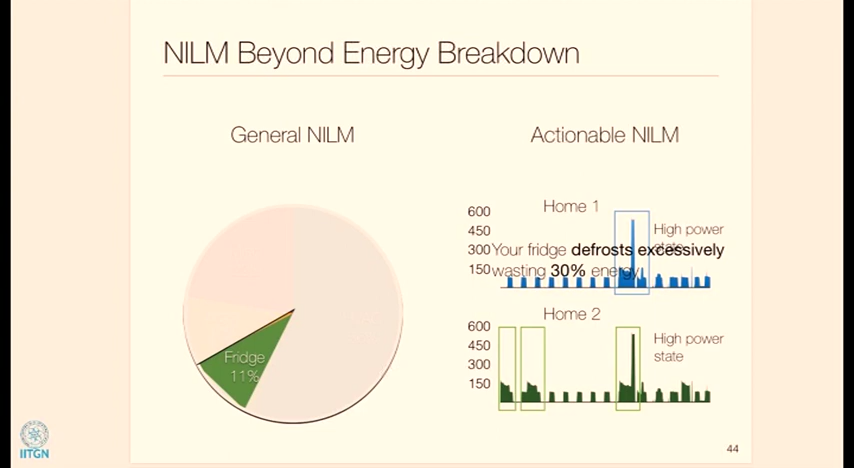 NILM Beyond Energy Breakdown
General NILM
Actionable NILM
Fridge
11%
Home 1
600
450
300
150
High power
state
Your fridge defrosts excessively
wasting 30% energy
Home 2
600
450
300
150
High power
state
44
IITGN